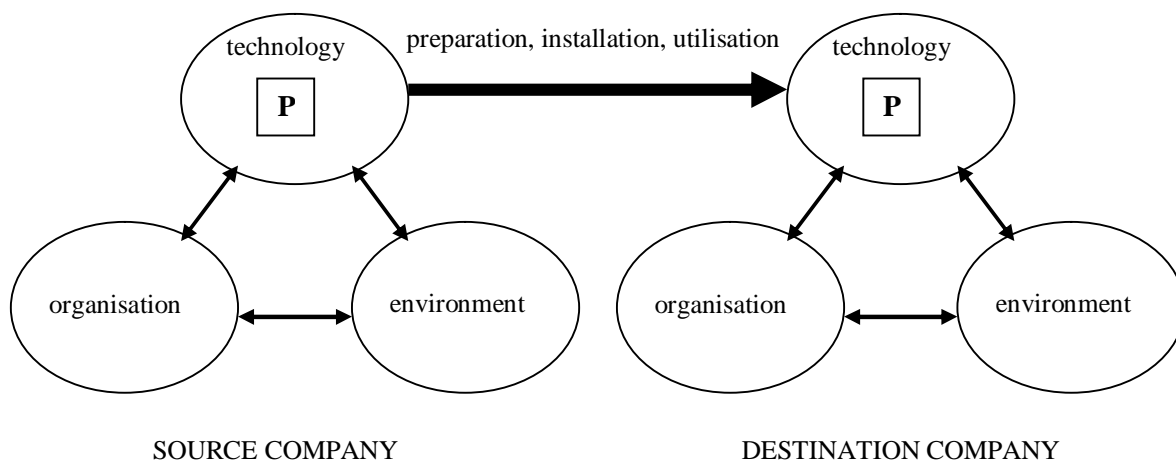 technology
preparation, installation, utilisation
technology
P
P
organisation
environment
organisation
environment
SOURCE COMPANY
DESTINATION COMPANY